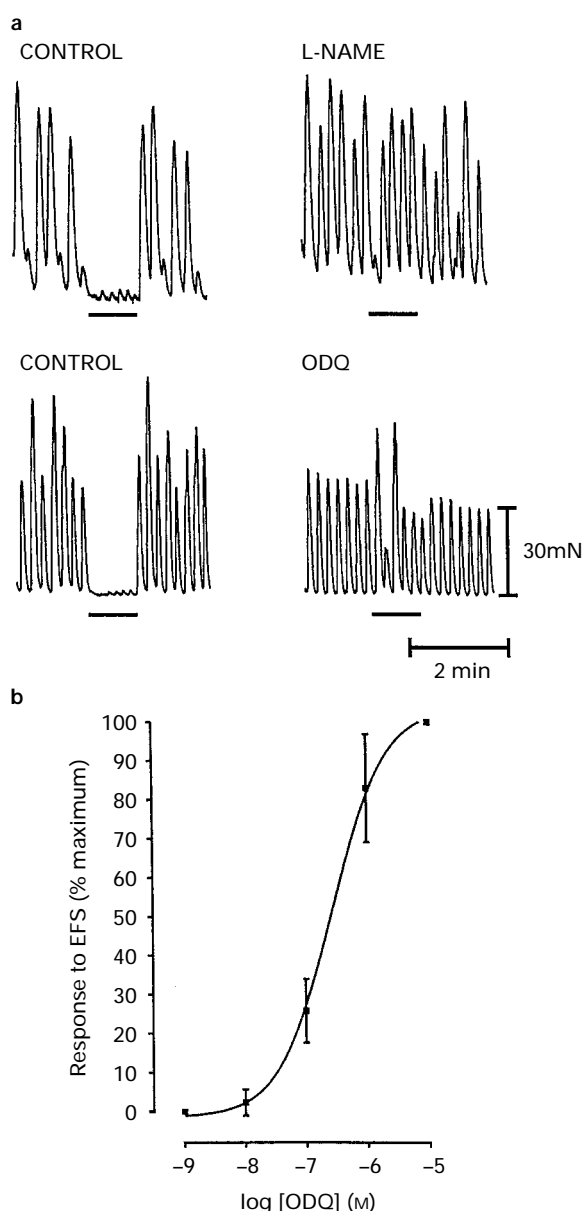 a
CONTROL L-NAME
CONTROL ODQ
30mN
2 min
b
Response to EFS (% maximum)
100
90
80
70
60
50
40
30
20
10
0
–9 –8 –7 –6 –5
log [ODQ] (M)